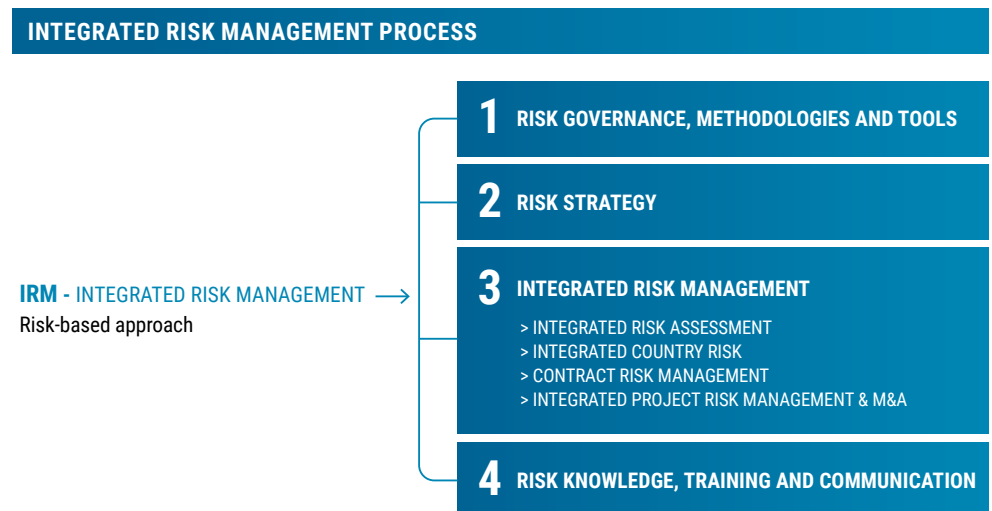 INTEGRATED RISK MANAGEMENT PROCESS
1 RISK GOVERNANCE, METHODOLOGIES AND TOOLS
2 RISK STRATEGY
IRM - INTEGRATED RISK MANAGEMENT
Risk-based approach
3 INTEGRATED RISK MANAGEMENT
> INTEGRATED RISK ASSESSMENT
> INTEGRATED COUNTRY RISK
> CONTRACT RISK MANAGEMENT
> INTEGRATED PROJECT RISK MANAGEMENT & M&A
4 RISK KNOWLEDGE, TRAINING AND COMMUNICATION